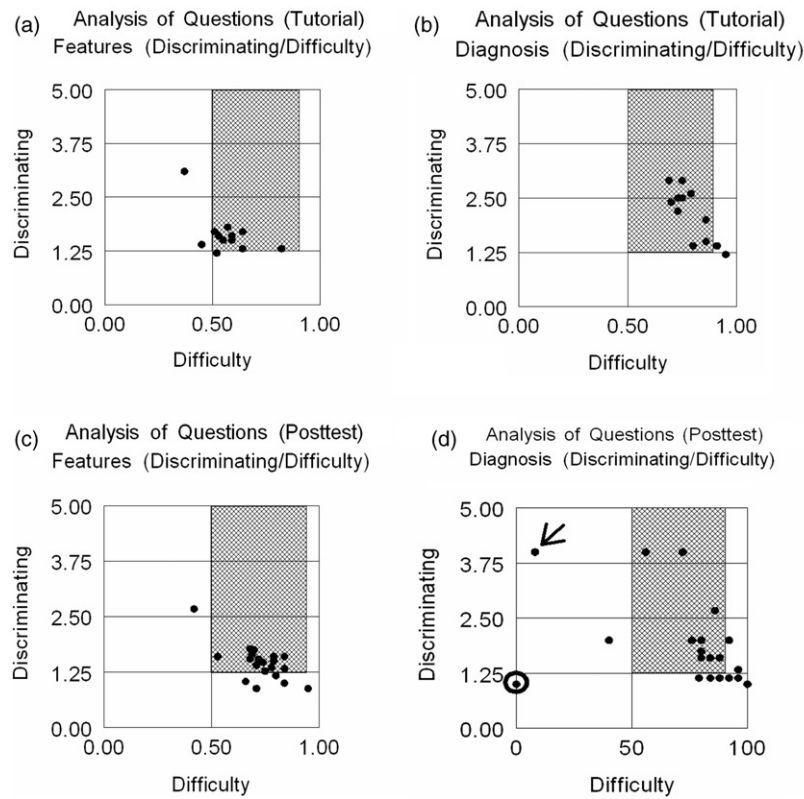 (a) Analysis of Questions (Tutorial)
Features (Discriminating/Difficulty)
5.00
3.75
2.50
1.25
0.00
Discriminating
0.00 0.50 1.00
Difficulty
(b) Analysis of Questions (Tutorial)
Diagnosis (Discriminating/Difficulty)
5.00
3.75
2.50
1.25
0.00
Discriminating
0.00 0.50 1.00
Difficulty
(c) Analysis of Questions (Posttest)
Features (Discriminating/Difficulty)
5.00
3.75
2.50
1.25
0.00
Discriminating
0.00 0.50 1.00
Difficulty
(d) Analysis of Questions (Posttest)
Diagnosis (Discriminating/Difficulty)
5.00
3.75
2.50
1.25
0.00
Discriminating
0 50 100
Difficulty